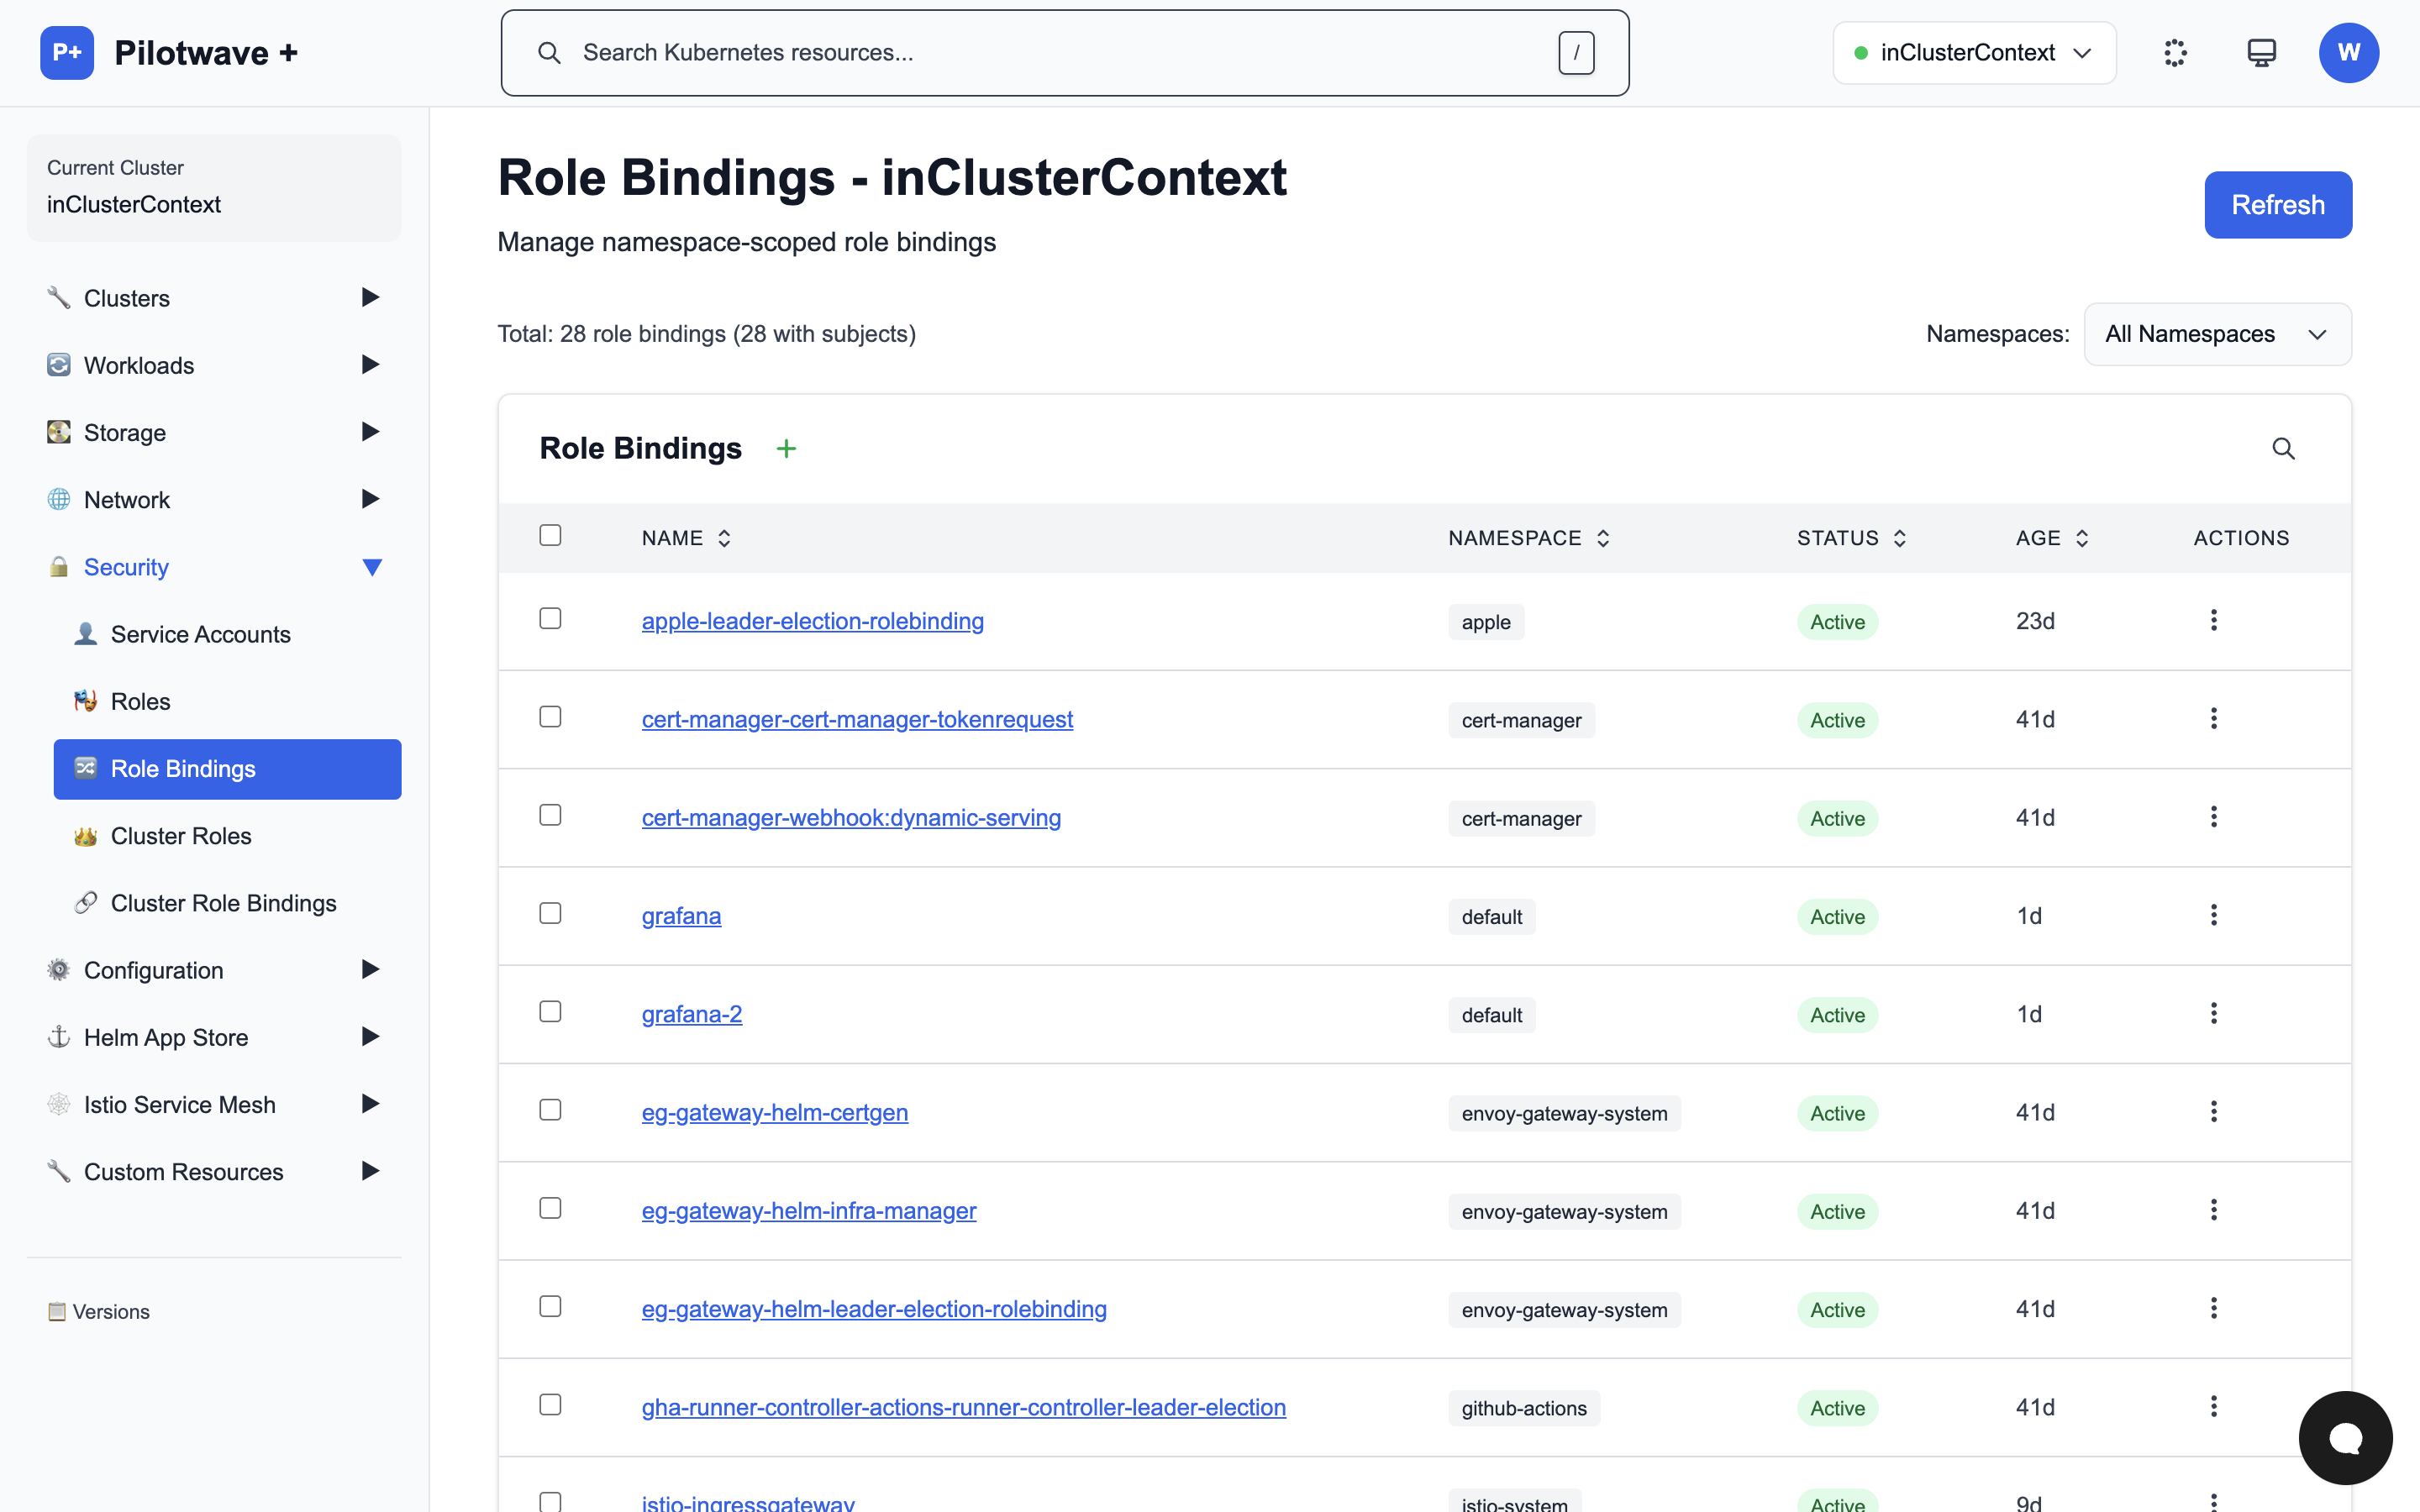 P+ Pilotwave +
Search Kubernetes resources... /
inClusterContext
W
Current Cluster
inClusterContext
Clusters
Workloads
Storage
Network
Security
Service Accounts
Roles
Role Bindings
Cluster Roles
Cluster Role Bindings
Configuration
Helm App Store
Istio Service Mesh
Custom Resources
Versions
Role Bindings - inClusterContext
Manage namespace-scoped role bindings
Refresh
Total: 28 role bindings (28 with subjects)
Namespaces: All Namespaces
Role Bindings +
NAME NAMESPACE STATUS AGE ACTIONS
apple-leader-election-rolebinding apple Active 23d
cert-manager-cert-manager-tokenrequest cert-manager Active 41d
cert-manager-webhook:dynamic-serving cert-manager Active 41d
grafana default Active 1d
grafana-2 default Active 1d
eg-gateway-helm-certgen envoy-gateway-system Active 41d
eg-gateway-helm-infra-manager envoy-gateway-system Active 41d
eg-gateway-helm-leader-election-rolebinding envoy-gateway-system Active 41d
gha-runner-controller-actions-runner-controller-leader-election github-actions Active 41d
istio-ingressgateway istio-system Active 9d